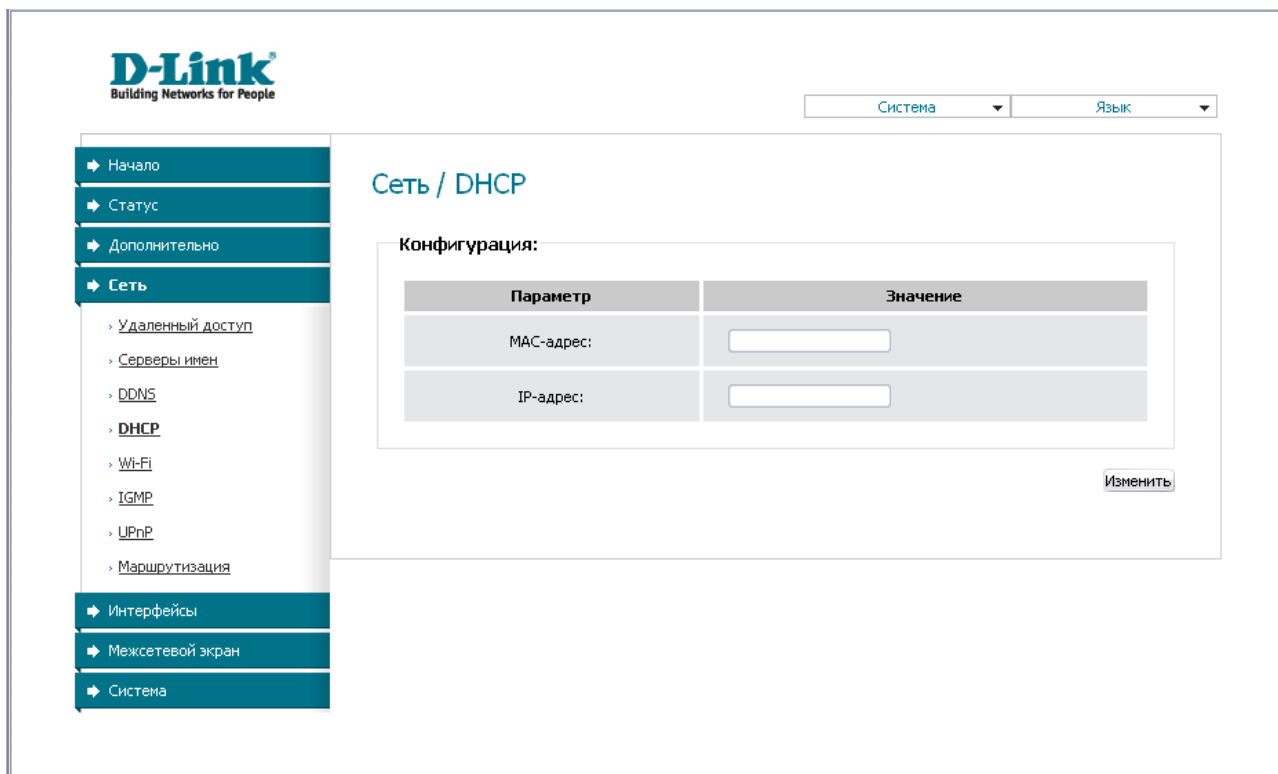 D-Link
Building Networks for People
Система
Язык
Начало
Статус
Дополнительно
Сеть
Удаленный доступ
Серверы имен
DDNS
DHCP
Wi-Fi
IGMP
UPnP
Маршрутизация
Интерфейсы
Межсетевой экран
Система
Сеть / DHCP
Конфигурация:
Параметр Значение
MAC-адрес:
IP-адрес:
Изменить